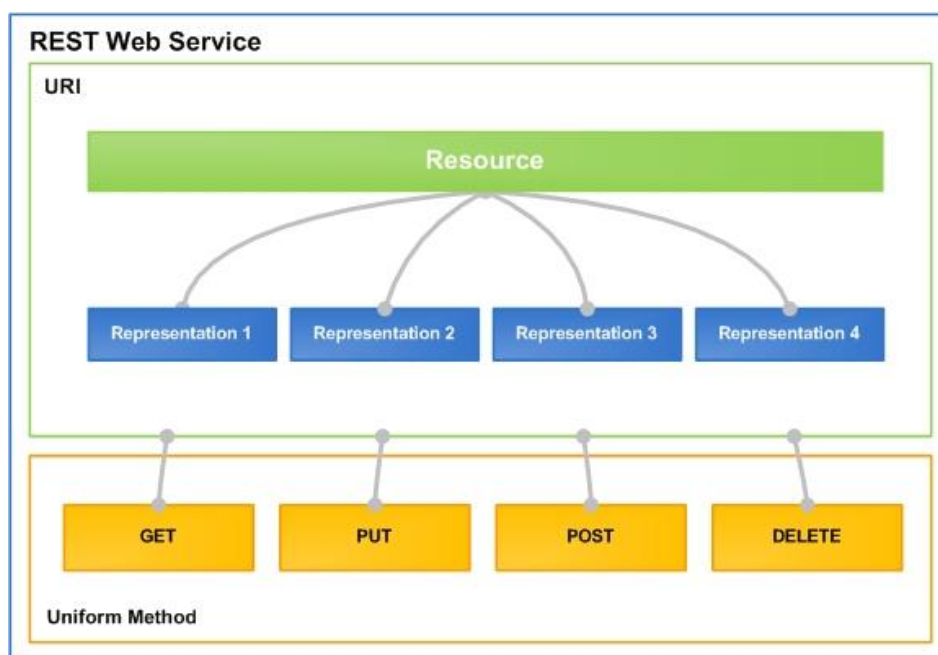 REST Web Service
URI
Resource
Representation 1
Representation 2
Representation 3
Representation 4
GET
PUT
POST
DELETE
Uniform Method